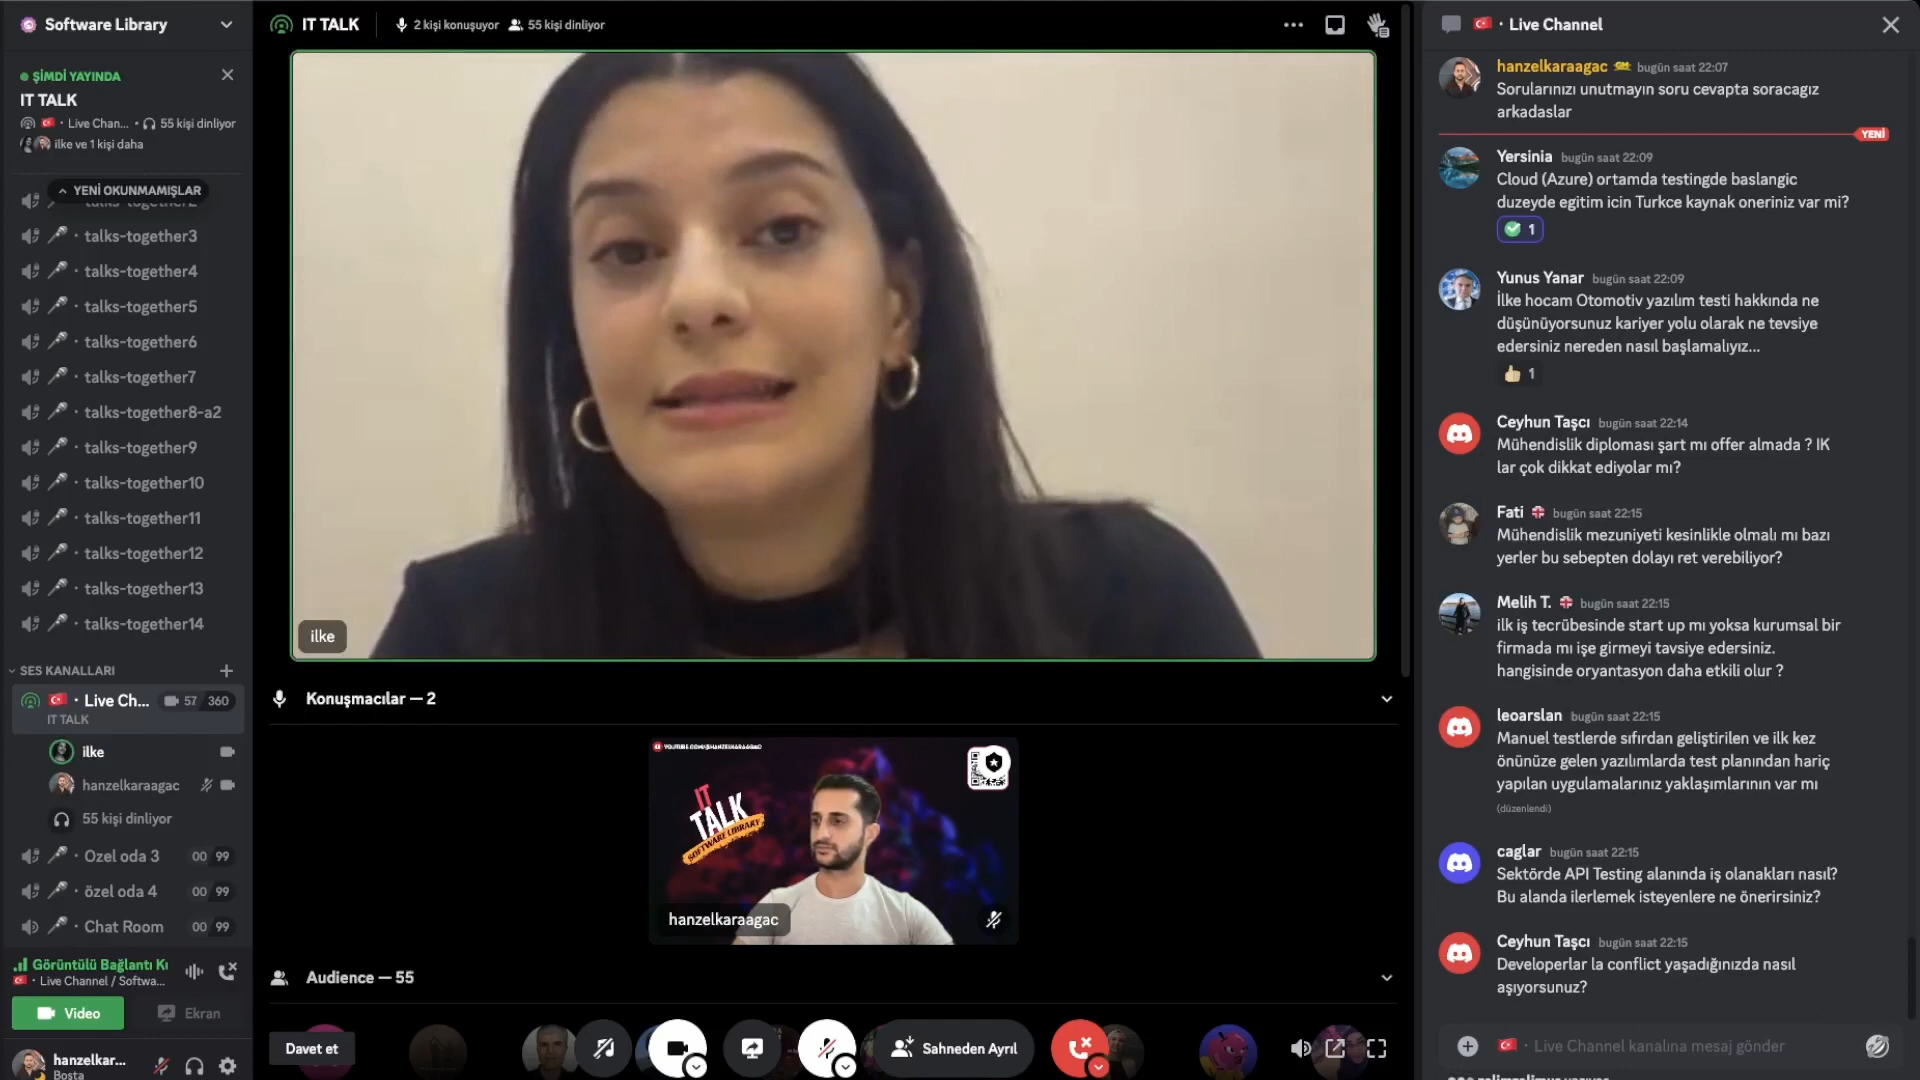 Software Library
ŞİMDİ YAYINDA
IT TALK
· Live Chan... · 55 kişi dinliyor
ilke ve 1 kişi daha
YENİ OKUNMAMIŞLAR
talks-together2
· talks-together3
· talks-together4
· talks-together5
· talks-together6
· talks-together7
· talks-together8-a2
· talks-together9
· talks-together10
· talks-together11
· talks-together12
· talks-together13
· talks-together14
SES KANALLARI
· Live Ch... 57 360
IT TALK
ilke
hanzelkaraagac
55 kişi dinliyor
· Ozel oda 3 00 99
· özel oda 4 00 99
· Chat Room 00 99
Görüntülü Bağlantı Kı
· Live Channel / Softwa...
Video
Ekran
hanzelkar...
Bosta
IT TALK
2 kişi konuşuyor
55 kişi dinliyor
ilke
Konuşmacılar — 2
YOUTUBE.COM/@HANZELKARAAGAC
IT
TALK
SOFTWARE LIBRARY
hanzelkaraagac
Audience — 55
Davet et
Sahneden Ayrıl
· Live Channel
hanzelkaraagac bugün saat 22:07
Sorularınızı unutmayın soru cevapta soracagız
arkadaslar
YENİ
Yersinia bugün saat 22:09
Cloud (Azure) ortamda testingde baslangic
duzeyde egitim icin Turkce kaynak oneriniz var mi?
1
Yunus Yanar bugün saat 22:09
İlke hocam Otomotiv yazılım testi hakkında ne
düşünüyorsunuz kariyer yolu olarak ne tevsiye
edersiniz nereden nasıl başlamalıyız...
1
Ceyhun Taşcı bugün saat 22:14
Mühendislik diploması şart mı offer almada ? IK
lar çok dikkat ediyolar mı?
Fati bugün saat 22:15
Mühendislik mezuniyeti kesinlikle olmalı mı bazı
yerler bu sebepten dolayı ret verebiliyor?
Melih T. bugün saat 22:15
ilk iş tecrübesinde start up mı yoksa kurumsal bir
firmada mı işe girmeyi tavsiye edersiniz.
hangisinde oryantasyon daha etkili olur ?
leoarslan bugün saat 22:15
Manuel testlerde sıfırdan geliştirilen ve ilk kez
önünüze gelen yazılımlarda test planından hariç
yapılan uygulamalarınız yaklaşımlarının var mı
(düzenlendi)
caglar bugün saat 22:15
Sektörde API Testing alanında iş olanakları nasıl?
Bu alanda ilerlemek isteyenlere ne önerirsiniz?
Ceyhun Taşcı bugün saat 22:15
Developerlar la conflict yaşadığınızda nasıl
aşıyorsunuz?
· Live Channel kanalına mesaj gönder